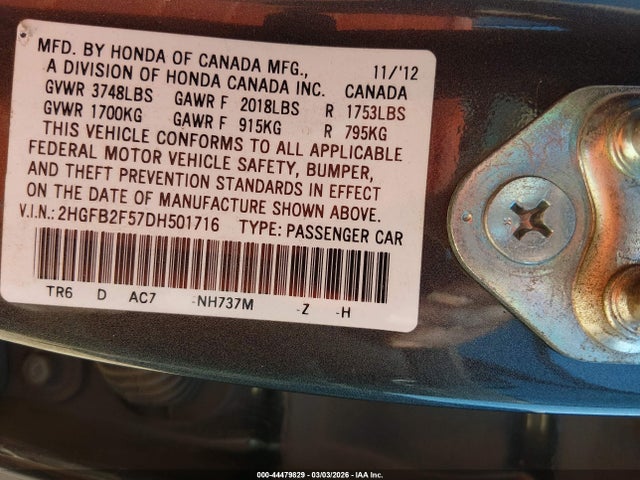 MFD. BY HONDA OF CANADA MFG., 11/'12
A DIVISION OF HONDA CANADA INC. CANADA
GVWR 3748LBS GAWR F 2018LBS R 1753LBS
GVWR 1700KG GAWR F 915KG R 795KG
THIS VEHICLE CONFORMS TO ALL APPLICABLE
FEDERAL MOTOR VEHICLE SAFETY, BUMPER,
AND THEFT PREVENTION STANDARDS IN EFFECT
ON THE DATE OF MANUFACTURE SHOWN ABOVE.
V.I.N.: 2HGFB2F57DH501716 TYPE: PASSENGER CAR
TR6 D AC7 -NH737M -Z -H
000-44479829 - 03/03/2026 - IAA Inc.